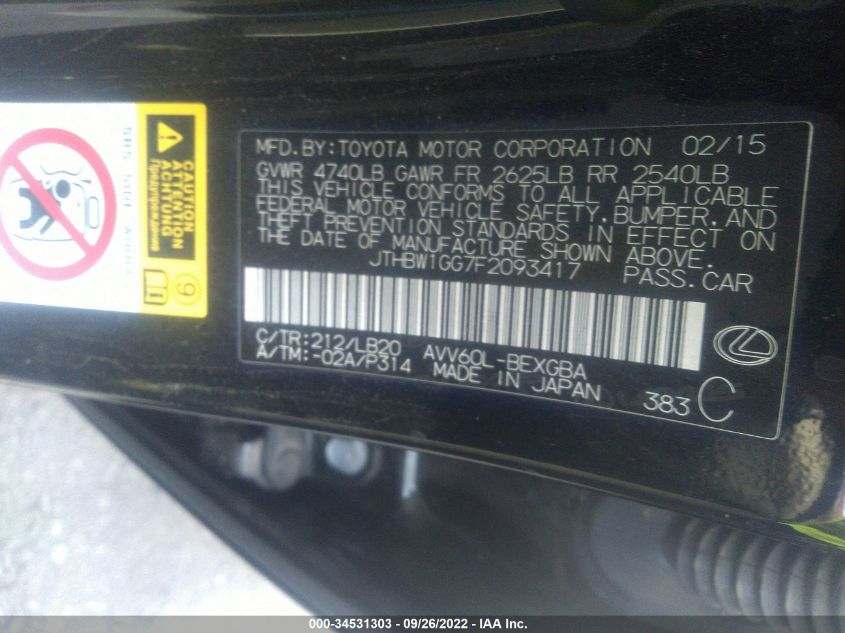 CAUTION
ATTENTION
ACHTUNG
Предупреждение
9
MFD.BY:TOYOTA MOTOR CORPORATION 02/15
GVWR 4740LB GAWR FR 2625LB RR 2540LB
THIS VEHICLE CONFORMS TO ALL APPLICABLE
FEDERAL MOTOR VEHICLE SAFETY,BUMPER,AND
THEFT PREVENTION STANDARDS IN EFFECT ON
THE DATE OF MANUFACTURE SHOWN ABOVE.
JTHBW1GG7F2093417 PASS.CAR
C/TR:212/LB20 AVV60L-BEXGBA
A/TM:-02A/P314 MADE IN JAPAN 383 C
000-34531303 - 09/26/2022 - IAA Inc.